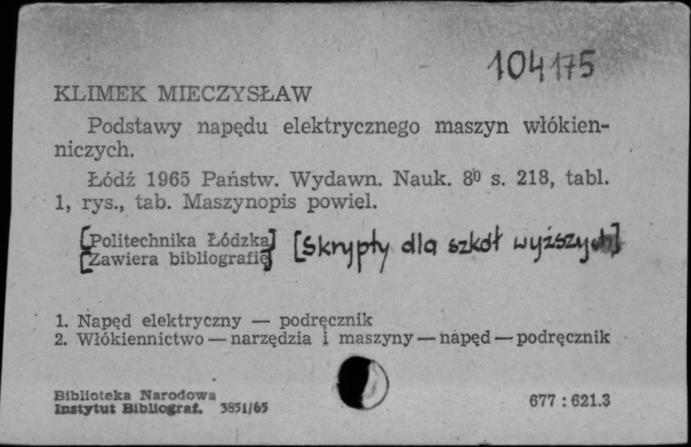 104175
KLIMEK MIECZYSŁAW
Podstawy napędu elektrycznego maszyn włókien-
niczych.
Łódź 1965 Państw. Wydawn. Nauk. 8⁰ s. 218, tabl.
1, rys., tab. Maszynopis powiel.
[Politechnika Łódzka] [Skrypty dla szkół wyższych]
[Zawiera bibliografię]
1. Napęd elektryczny — podręcznik
2. Włókiennictwo — narzędzia i maszyny — napęd — podręcznik
Biblioteka Narodowa
Instytut Bibliograf. 3851/65
677 : 621.3